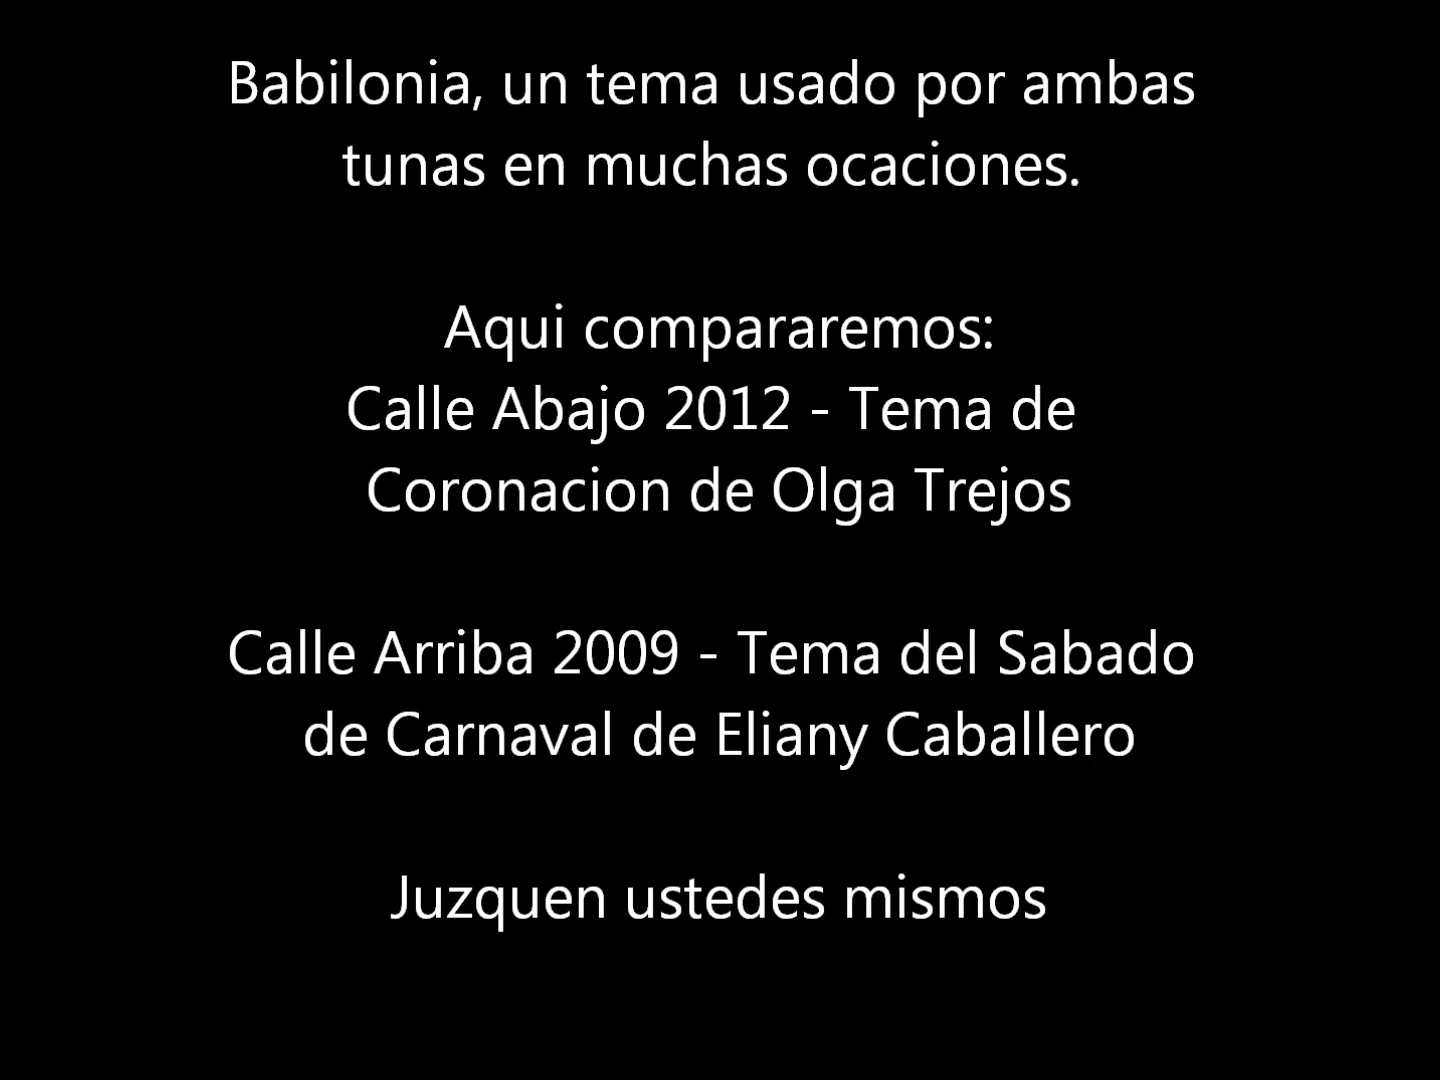 Babilonia, un tema usado por ambas
tunas en muchas ocaciones.
Aqui compararemos:
Calle Abajo 2012 - Tema de
Coronacion de Olga Trejos
Calle Arriba 2009 - Tema del Sabado
de Carnaval de Eliany Caballero
Juzquen ustedes mismos